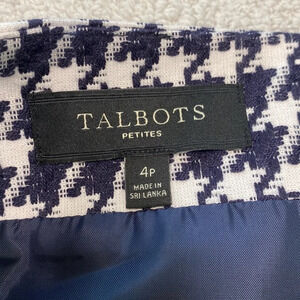 TALBOTS
PETITES
4P
MADE IN
SRI LANKA